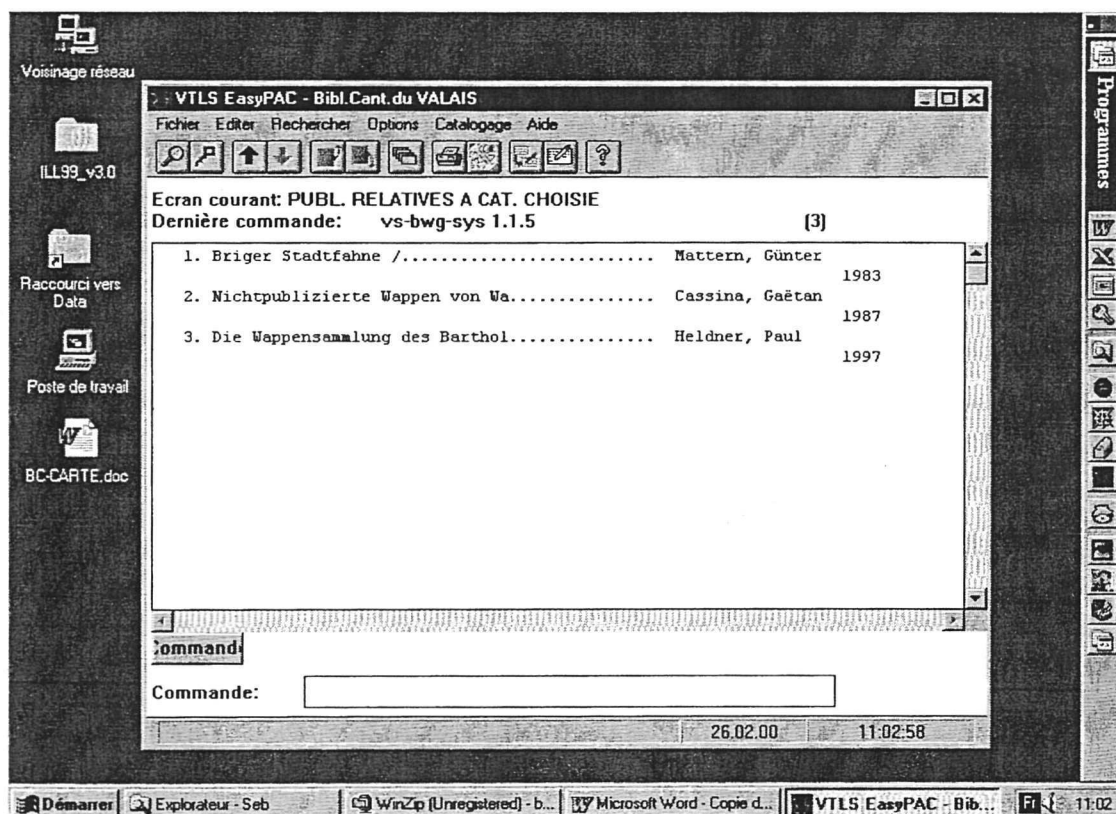 Voisinage réseau
ILL99_v3.0
Raccourci vers
Data
Poste de travail
BC-CARTE.doc
VTLS EasyPAC - Bibl.Cant.du VALAIS
Fichier Editer Rechercher Options Catalogage Aide
Ecran courant: PUBL. RELATIVES A CAT. CHOISIE
Dernière commande: vs-bwg-sys 1.1.5 (3)
1. Briger Stadtfahne /.......................... Mattern, Günter
1983
2. Nichtpublizierte Wappen von Wa............... Cassina, Gaëtan
1987
3. Die Wappensammlung des Barthol............... Heldner, Paul
1997
Command
Commande:
26.02.00 11:02:58
Programmes
Démarrer Explorateur - Seb WinZip (Unregistered) - b... Microsoft Word - Copie d... VTLS EasyPAC - Bib... Fr 11:02